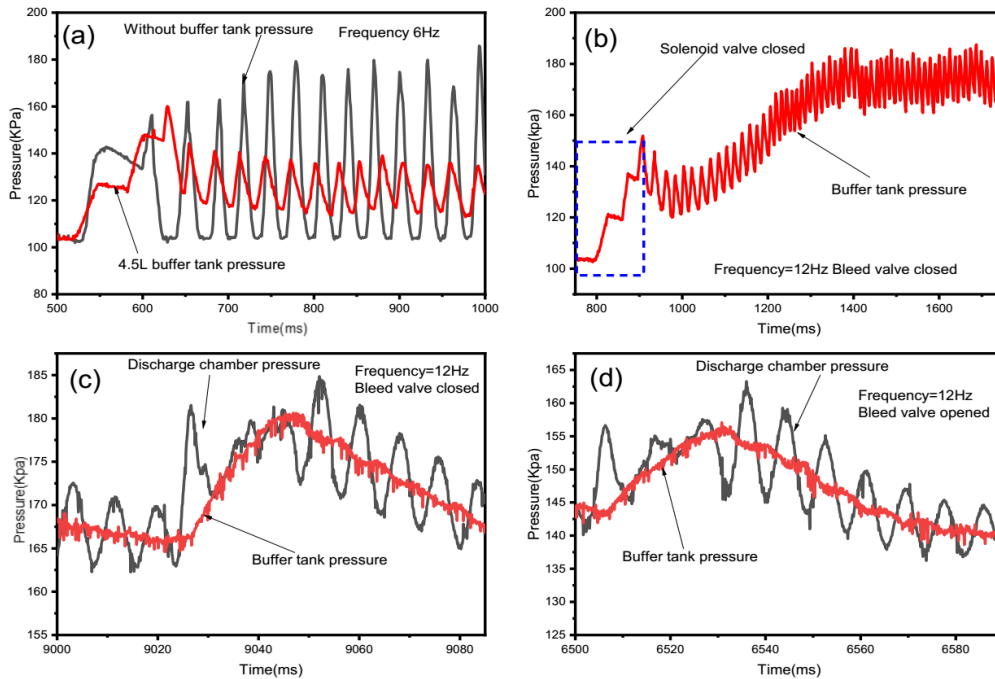 (a)
Without buffer tank pressure
Frequency 6Hz
4.5L buffer tank pressure
Pressure(KPa)
200
180
160
140
120
100
80
500
600
700
800
900
1000
Time(ms)
(b)
Solenoid valve closed
Buffer tank pressure
Frequency=12Hz Bleed valve closed
Pressure(kpa)
200
180
160
140
120
100
800
1000
1200
1400
1600
Time(ms)
(c)
Discharge chamber pressure
Frequency=12Hz
Bleed valve closed
Buffer tank pressure
Pressure(Kpa)
185
175
165
155
9000
9020
9040
9060
9080
Time(ms)
(d)
Discharge chamber pressure
Frequency=12Hz
Bleed valve opened
Buffer tank pressure
Pressure(Kpa)
165
160
155
150
145
140
135
130
125
6500
6520
6540
6560
6580
Time(ms)